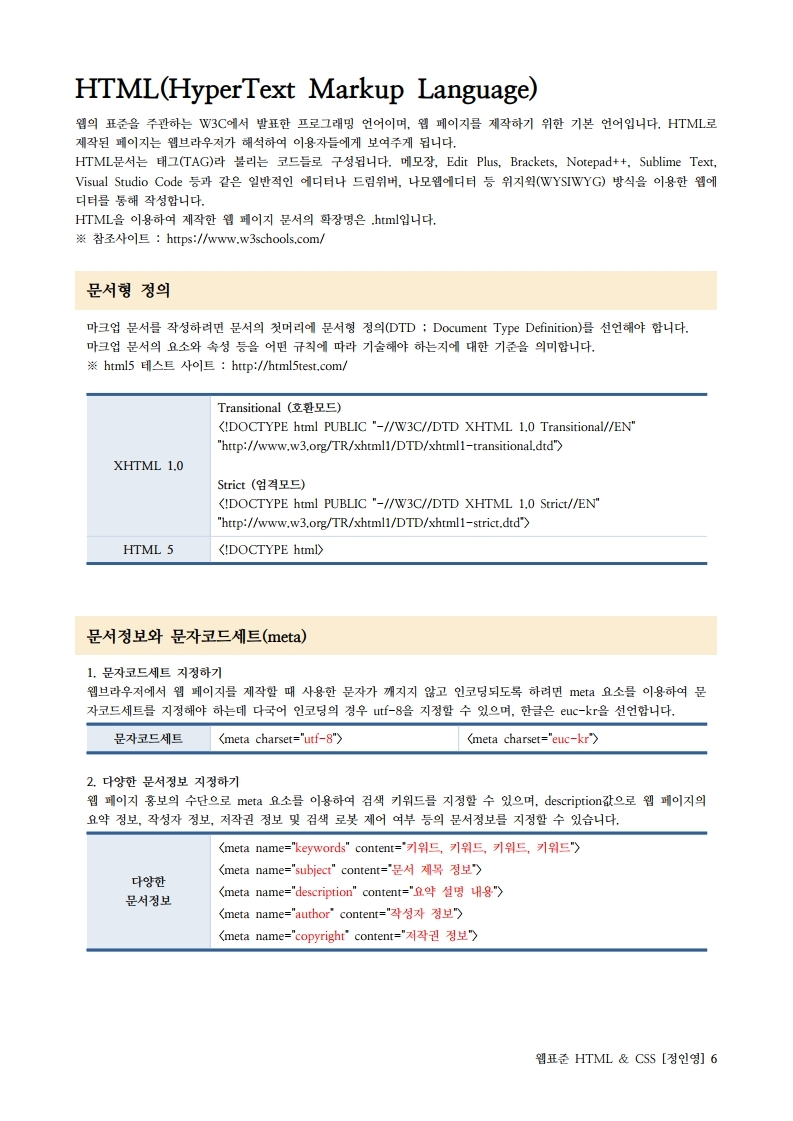 HTML(HyperText Markup Language)
웹의 표준을 주관하는 W3C에서 발표한 프로그래밍 언어이며, 웹 페이지를 제작하기 위한 기본 언어입니다. HTML로
제작된 페이지는 웹브라우저가 해석하여 이용자들에게 보여주게 됩니다.
HTML문서는 태그(TAG)라 불리는 코드들로 구성됩니다. 메모장, Edit Plus, Brackets, Notepad++, Sublime Text,
Visual Studio Code 등과 같은 일반적인 에디터나 드림위버, 나모웹에디터 등 위지윅(WYSIWYG) 방식을 이용한 웹에
디터를 통해 작성합니다.
HTML을 이용하여 제작한 웹 페이지 문서의 확장명은 .html입니다.
※ 참조사이트 : https://www.w3schools.com/
문서형 정의
마크업 문서를 작성하려면 문서의 첫머리에 문서형 정의(DTD ; Document Type Definition)를 선언해야 합니다.
마크업 문서의 요소와 속성 등을 어떤 규칙에 따라 기술해야 하는지에 대한 기준을 의미합니다.
※ html5 테스트 사이트 : http://html5test.com/
XHTML 1.0
Transitional (호환모드)
<!DOCTYPE html PUBLIC "-//W3C//DTD XHTML 1.0 Transitional//EN"
"http://www.w3.org/TR/xhtml1/DTD/xhtml1-transitional.dtd">
Strict (엄격모드)
<!DOCTYPE html PUBLIC "-//W3C//DTD XHTML 1.0 Strict//EN"
"http://www.w3.org/TR/xhtml1/DTD/xhtml1-strict.dtd">
HTML 5 <!DOCTYPE html>
문서정보와 문자코드세트(meta)
1. 문자코드세트 지정하기
웹브라우저에서 웹 페이지를 제작할 때 사용한 문자가 깨지지 않고 인코딩되도록 하려면 meta 요소를 이용하여 문
자코드세트를 지정해야 하는데 다국어 인코딩의 경우 utf-8을 지정할 수 있으며, 한글은 euc-kr을 선언합니다.
문자코드세트 <meta charset="utf-8"> <meta charset="euc-kr">
2. 다양한 문서정보 지정하기
웹 페이지 홍보의 수단으로 meta 요소를 이용하여 검색 키워드를 지정할 수 있으며, description값으로 웹 페이지의
요약 정보, 작성자 정보, 저작권 정보 및 검색 로봇 제어 여부 등의 문서정보를 지정할 수 있습니다.
다양한
문서정보
<meta name="keywords" content="키워드, 키워드, 키워드, 키워드">
<meta name="subject" content="문서 제목 정보">
<meta name="description" content="요약 설명 내용">
<meta name="author" content="작성자 정보">
<meta name="copyright" content="저작권 정보">
웹표준 HTML & CSS [정인영] 6